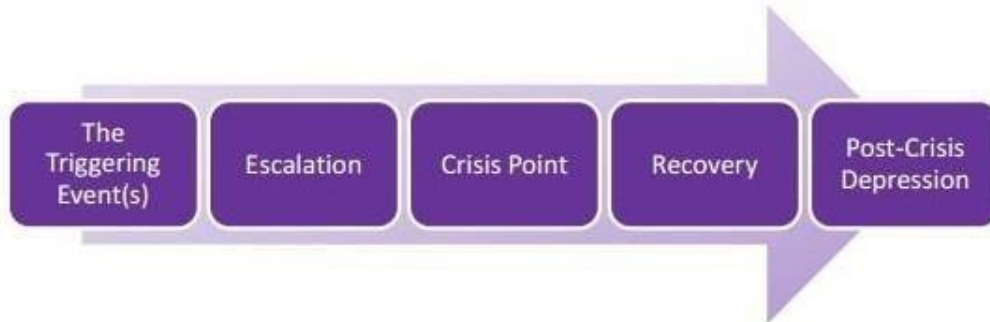 The
Triggering
Event(s)
Escalation
Crisis Point
Recovery
Post-Crisis
Depression